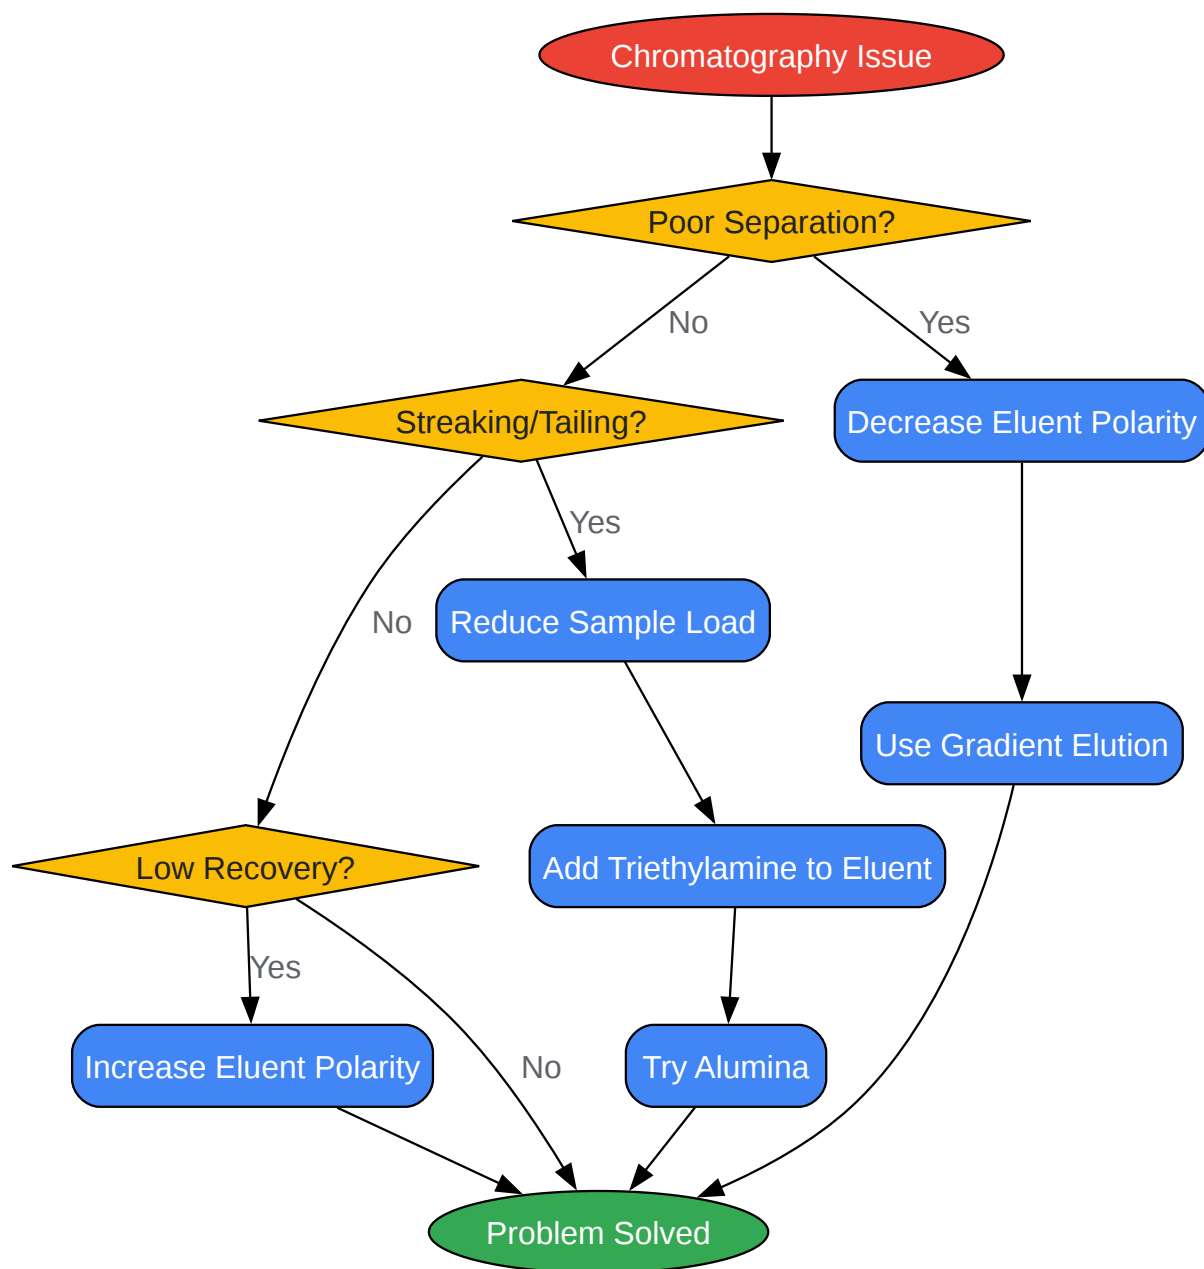 Chromatography Issue
Poor Separation?
No
Yes
Streaking/Tailing?
Decrease Eluent Polarity
Yes
No
Reduce Sample Load
Use Gradient Elution
Low Recovery?
Add Triethylamine to Eluent
Yes
No
Increase Eluent Polarity
Try Alumina
Problem Solved